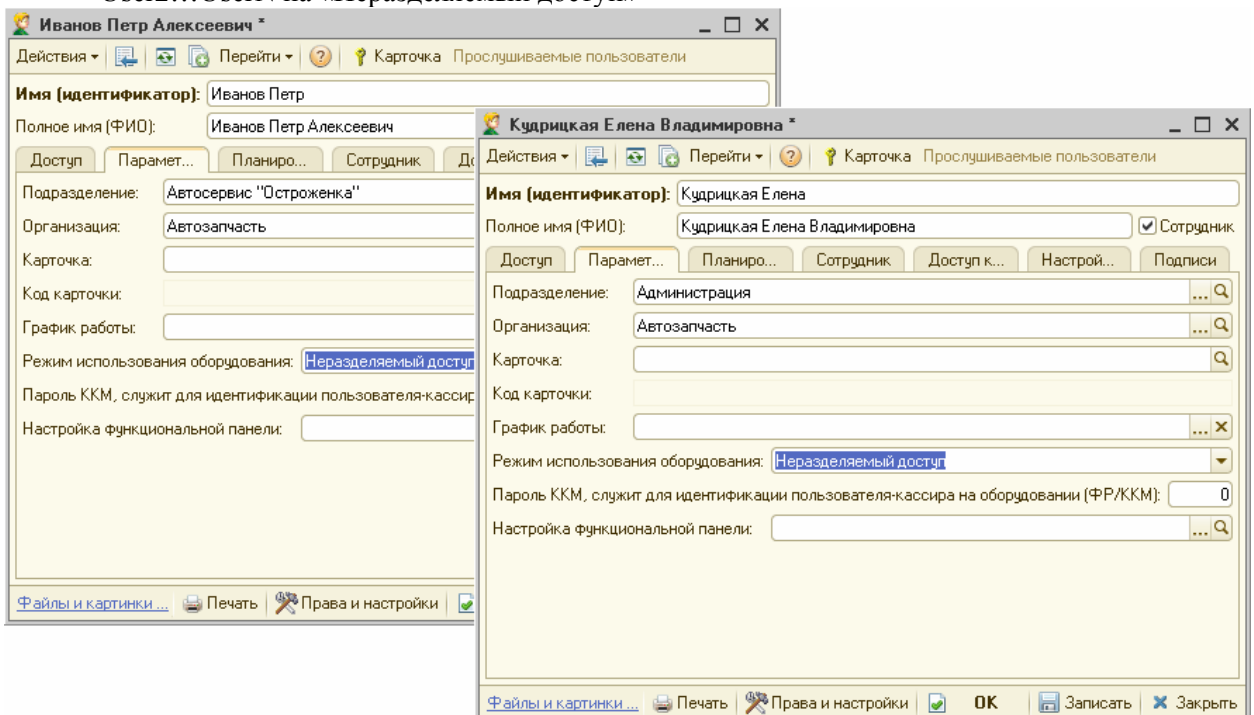 Иванов Петр Алексеевич *
Действия Перейти Карточка Прослушиваемые пользователи
Имя (идентификатор): Иванов Петр
Полное имя (ФИО): Иванов Петр Алексеевич
Доступ Парамет... Планиро... Сотрудник
Подразделение: Автосервис "Остроженка"
Организация: Автозапчасть
Карточка:
Код карточки:
График работы:
Режим использования оборудования: Неразделяемый доступ
Пароль ККМ, служит для идентификации пользователя-кассир
Настройка функциональной панели:
Файлы и картинки ... Печать Права и настройки
Кудрицкая Елена Владимировна *
Действия Перейти Карточка Прослушиваемые пользователи
Имя (идентификатор): Кудрицкая Елена
Полное имя (ФИО): Кудрицкая Елена Владимировна Сотрудник
Доступ Парамет... Планиро... Сотрудник Доступ к... Настрой... Подписи
Подразделение: Администрация
Организация: Автозапчасть
Карточка:
Код карточки:
График работы:
Режим использования оборудования: Неразделяемый доступ
Пароль ККМ, служит для идентификации пользователя-кассира на оборудовании (ФР/ККМ): 0
Настройка функциональной панели:
Файлы и картинки ... Печать Права и настройки OK Записать Закрыть